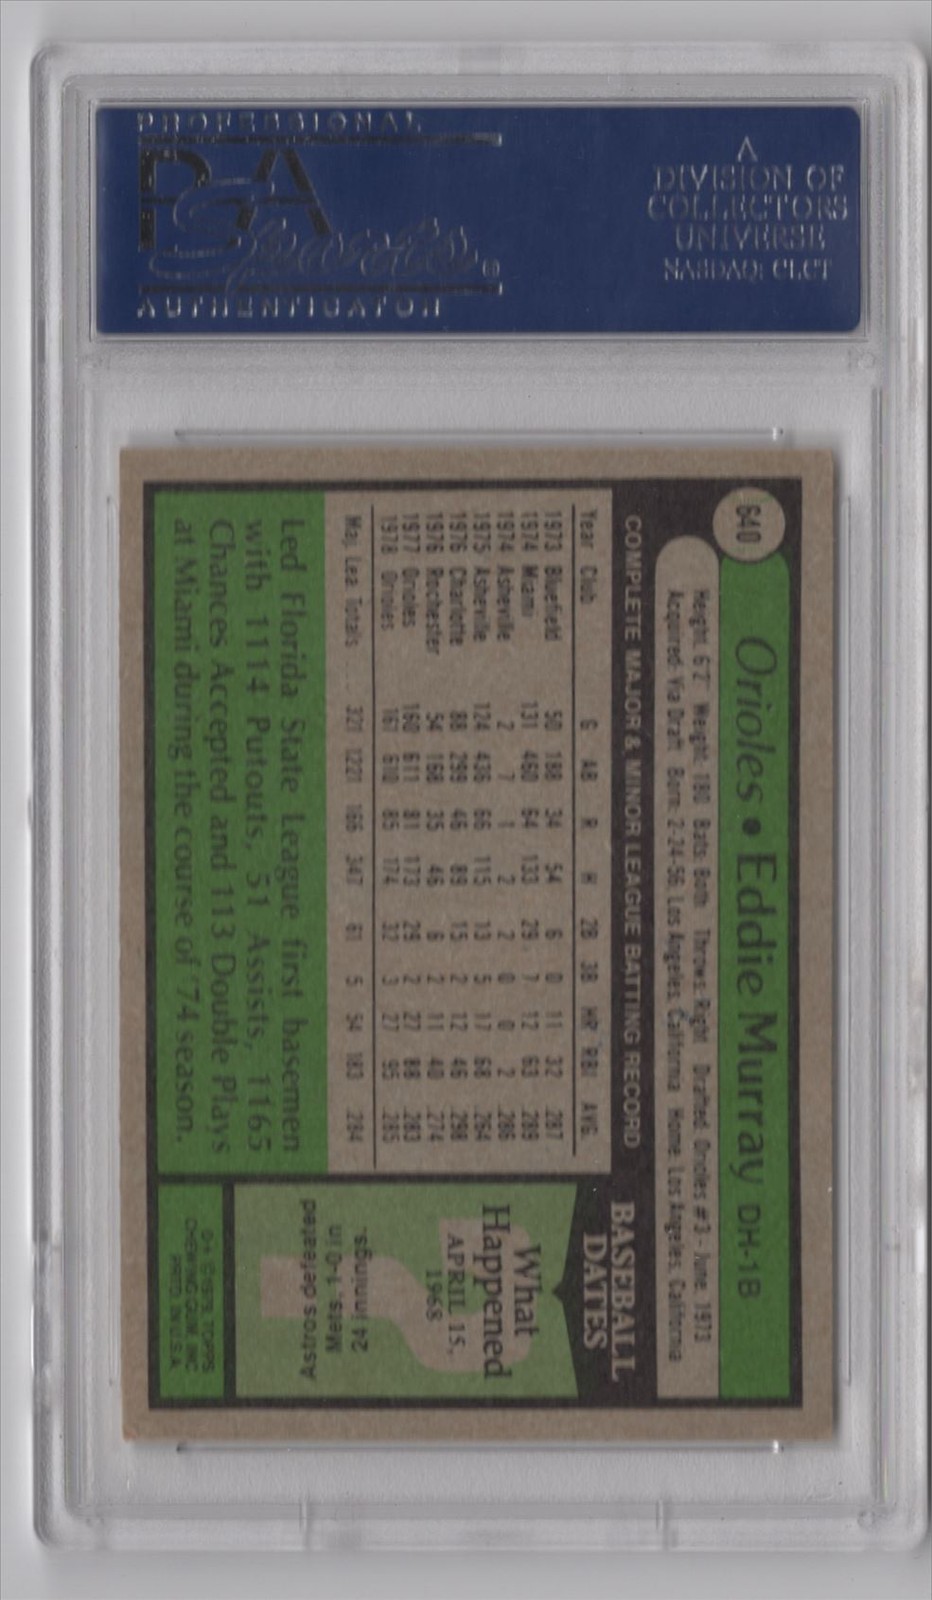 PROFESSIONAL
PSA
Sports®
AUTHENTICATOR
A
DIVISION OF
COLLECTORS
UNIVERSE
NASDAQ: CLCT
640
Orioles • Eddie Murray DH-1B
Height: 6'2" Weight: 180 Bats: Both Throws: Right Drafted: Orioles #3 - June, 1973
Acquired: Via Draft Born: 2-24-56, Los Angeles, California Home: Los Angeles, California
COMPLETE MAJOR & MINOR LEAGUE BATTING RECORD
Year Club G AB R H 2B 3B HR RBI AVG.
1973 Bluefield 50 188 34 54 6 0 11 32 .287
1974 Miami 131 460 64 133 29 7 12 63 .289
1974 Asheville 2 7 1 2 2 0 0 2 .286
1975 Asheville 124 436 66 115 13 5 17 68 .264
1976 Charlotte 88 299 46 89 15 2 12 46 .298
1976 Rochester 54 168 35 46 6 2 11 40 .274
1977 Orioles 160 611 81 173 29 2 27 88 .283
1978 Orioles 161 610 85 174 32 3 27 95 .285
Maj. Lea. Totals 321 1221 166 347 61 5 54 183 .284
Led Florida State League first basemen
with 1114 Putouts, 51 Assists, 1165
Chances Accepted and 113 Double Plays
at Miami during the course of '74 season.
BASEBALL
DATES
What
Happened
APRIL 15,
1968
?
24 innings.
Mets, 1-0 in
Astros defeated
©* 1979, TOPPS
CHEWING GUM, INC.
PRTD. IN U.S.A.